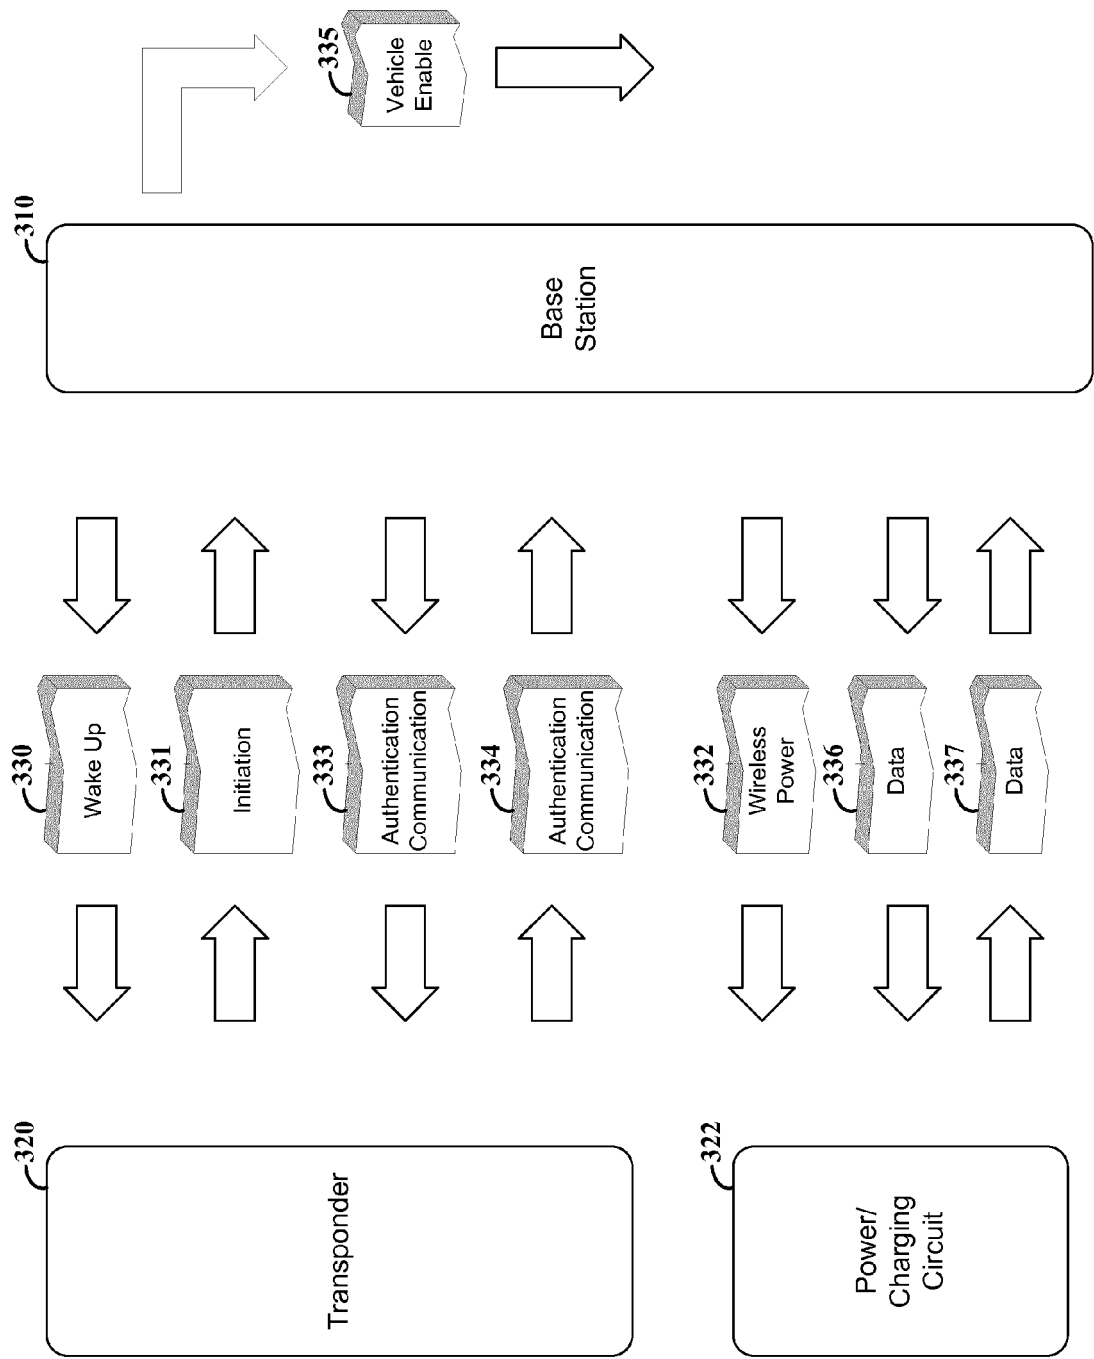 320
Transponder
322
Power/
Charging
Circuit
330
Wake Up
331
Initiation
333
Authentication
Communication
334
Authentication
Communication
332
Wireless
Power
336
Data
337
Data
310
Base
Station
335
Vehicle
Enable